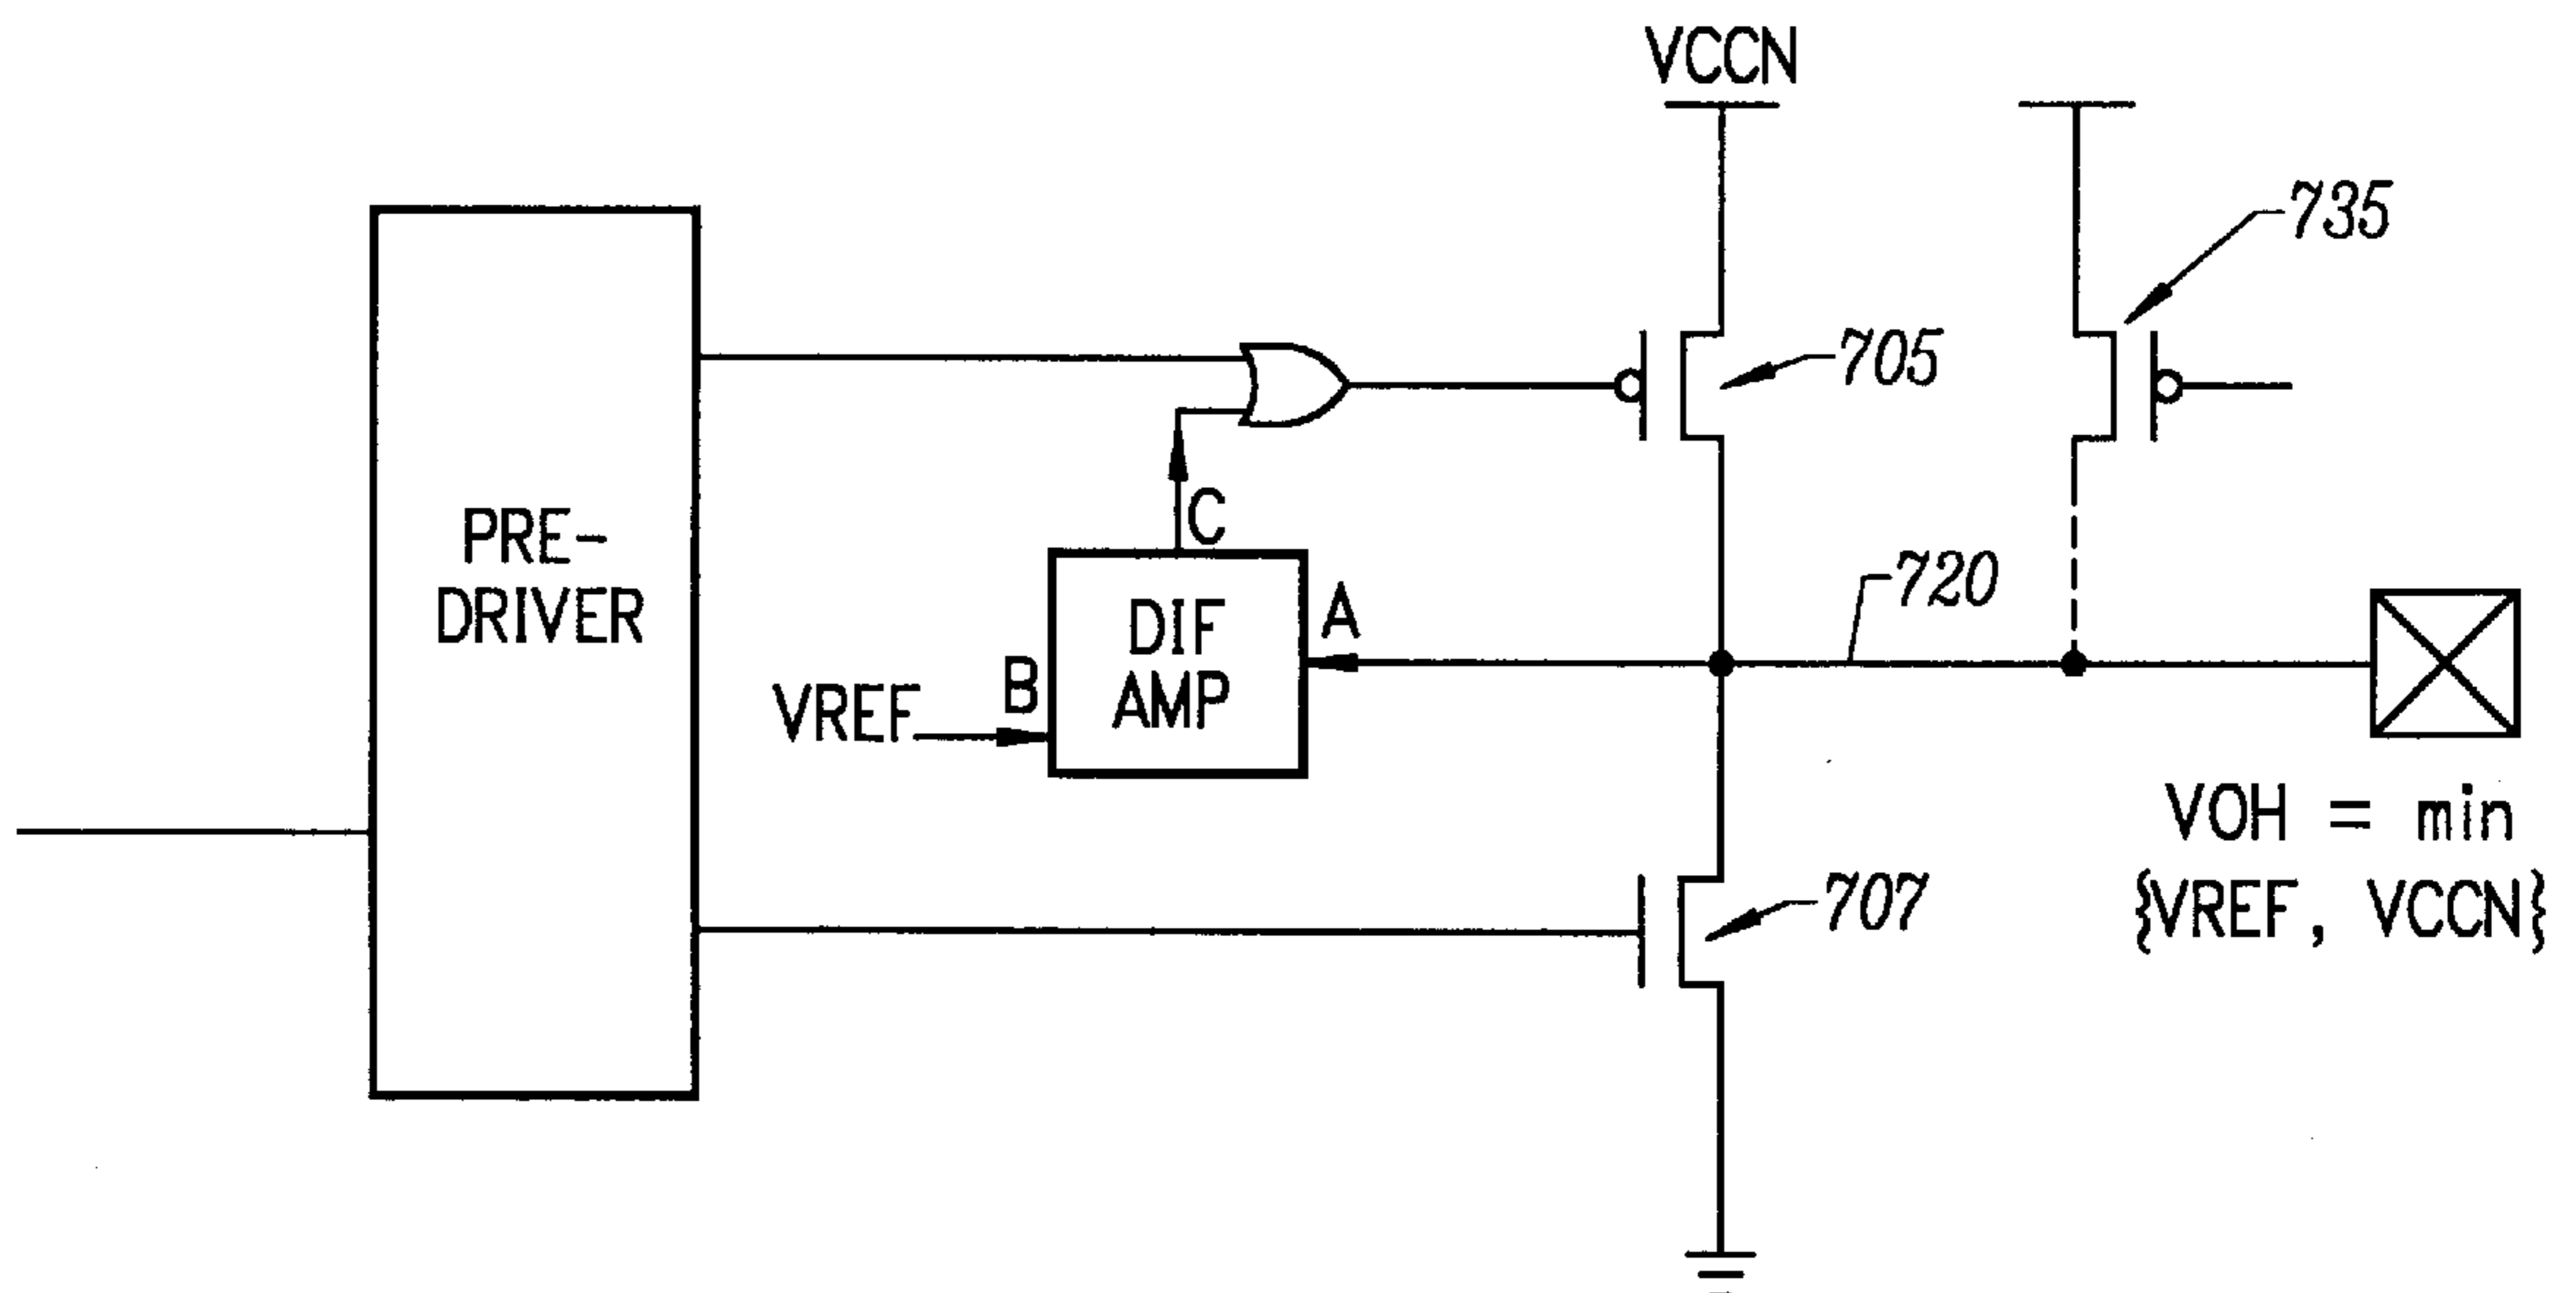 VCCN
735
705
PRE-
DRIVER
C
DIF
AMP
A
B
VREF
720
707
VOH = min
{VREF, VCCN}